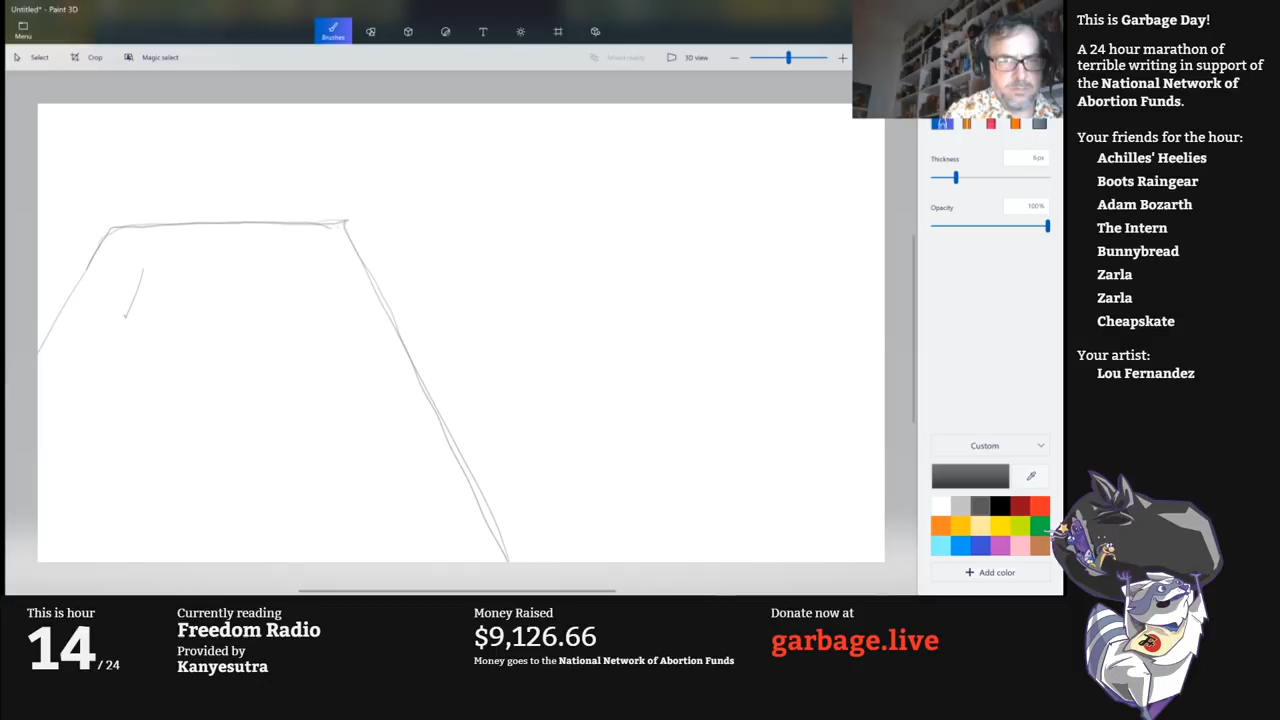 Untitled* - Paint 3D
Menu
Brushes
Select
Crop
Magic select
Mixed reality
3D view
Thickness
6px
Opacity
100%
Custom
Add color
This is Garbage Day!
A 24 hour marathon of
terrible writing in support of
the National Network of
Abortion Funds.
Your friends for the hour:
Achilles' Heelies
Boots Raingear
Adam Bozarth
The Intern
Bunnybread
Zarla
Zarla
Cheapskate
Your artist:
Lou Fernandez
This is hour
14 / 24
Currently reading
Freedom Radio
Provided by
Kanyesutra
Money Raised
$9,126.66
Money goes to the National Network of Abortion Funds
Donate now at
garbage.live